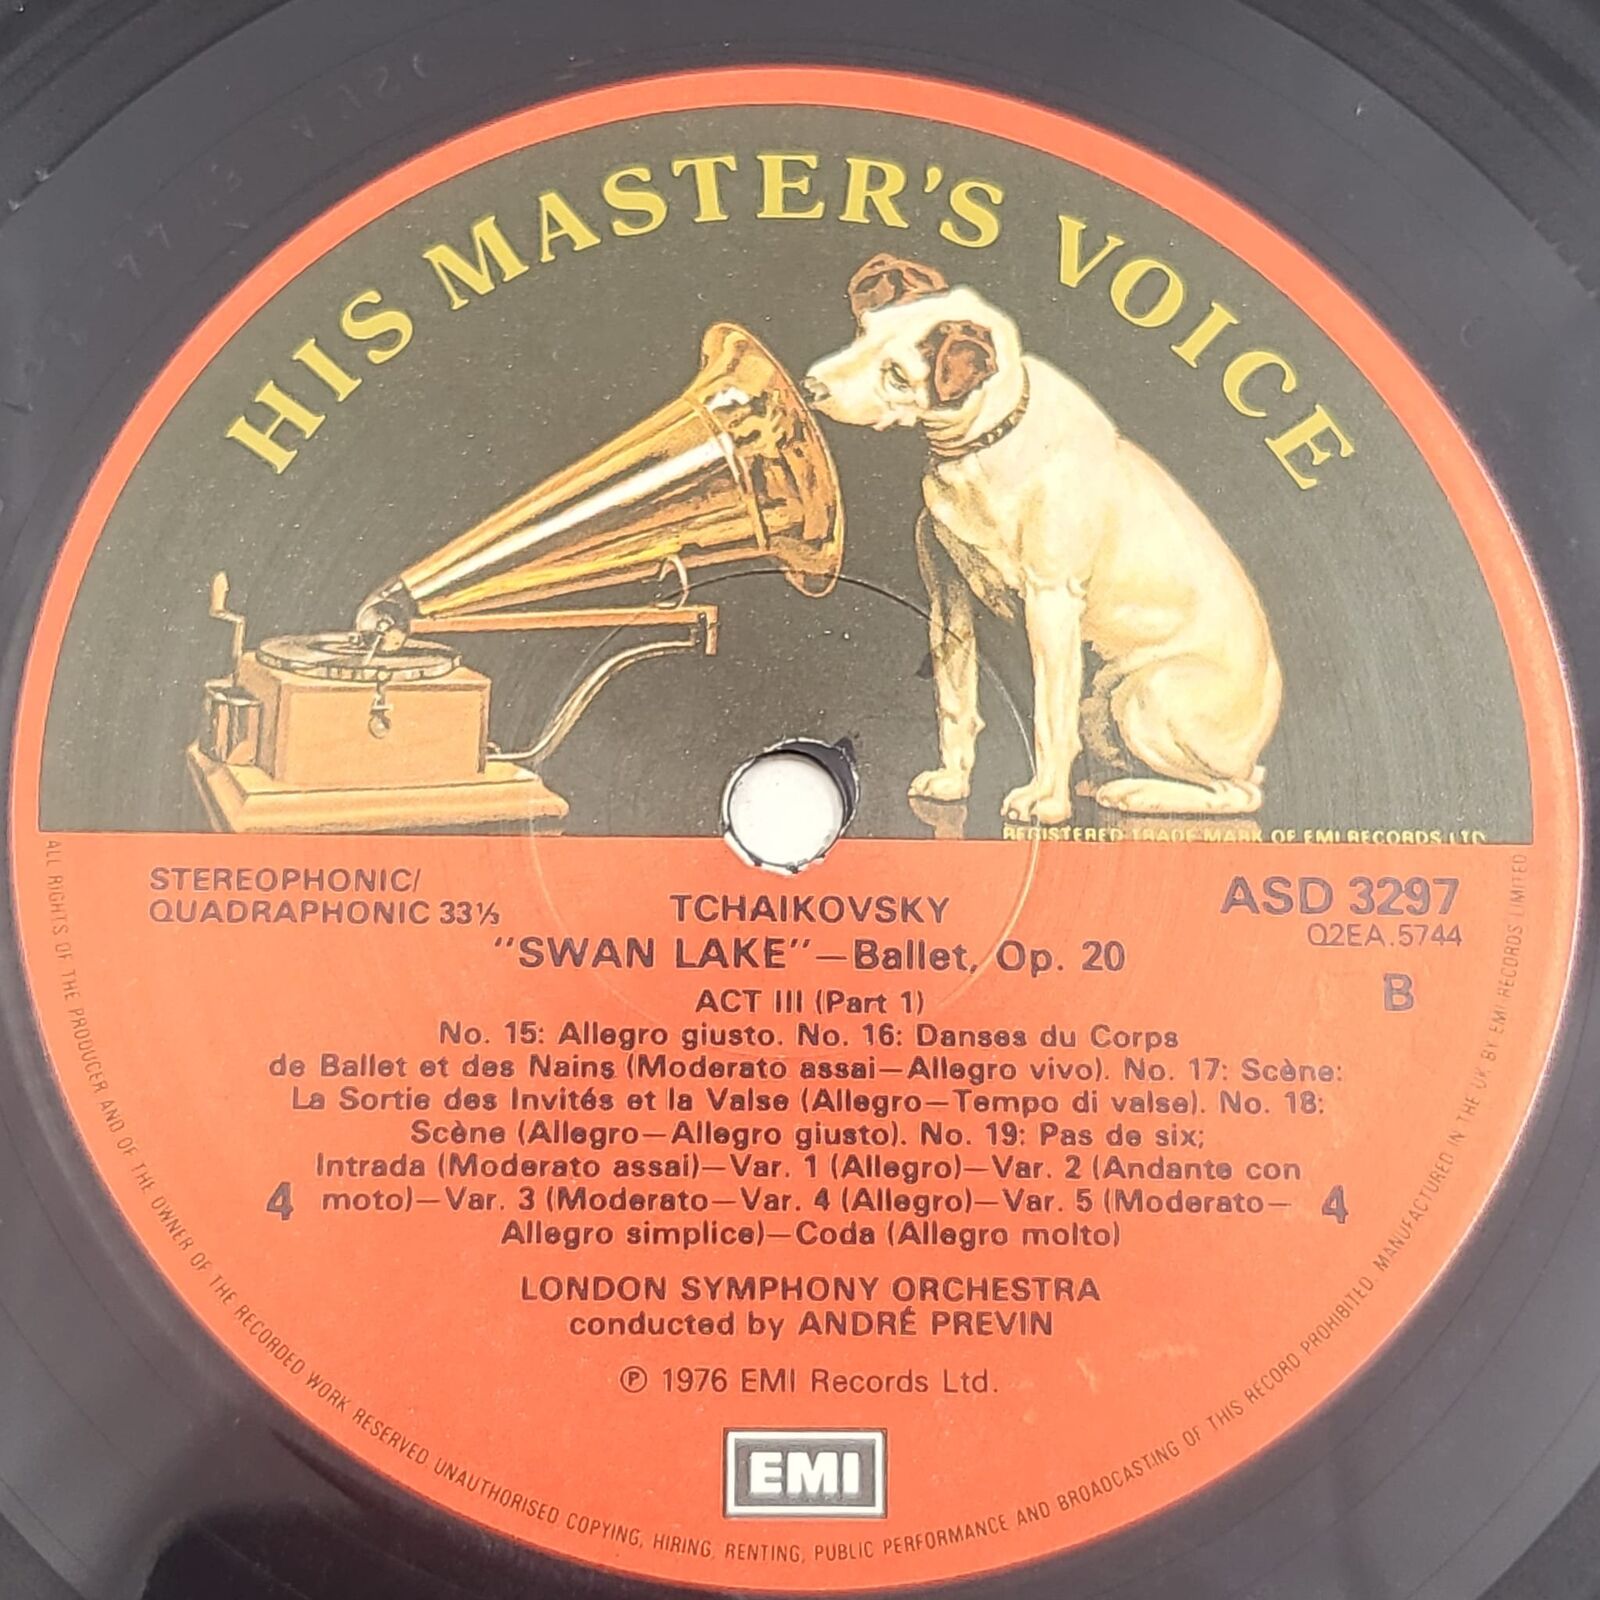 HIS MASTER'S VOICE
REGISTERED TRADE MARK OF EMI RECORDS LTD
STEREOPHONIC/
QUADRAPHONIC 33⅓
TCHAIKOVSKY
ASD 3297
Q2EA.5744
"SWAN LAKE"—Ballet, Op. 20
B
ACT III (Part 1)
No. 15: Allegro giusto. No. 16: Danses du Corps
de Ballet et des Nains (Moderato assai—Allegro vivo). No. 17: Scène:
La Sortie des Invités et la Valse (Allegro—Tempo di valse). No. 18:
Scène (Allegro—Allegro giusto). No. 19: Pas de six;
Intrada (Moderato assai)—Var. 1 (Allegro)—Var. 2 (Andante con
4 moto)—Var. 3 (Moderato—Var. 4 (Allegro)—Var. 5 (Moderato— 4
Allegro simplice)—Coda (Allegro molto)
LONDON SYMPHONY ORCHESTRA
conducted by ANDRÉ PREVIN
℗ 1976 EMI Records Ltd.
EMI
ALL RIGHTS OF THE PRODUCER AND OF THE OWNER OF THE RECORDED WORK RESERVED. UNAUTHORISED COPYING, HIRING, RENTING, PUBLIC PERFORMANCE AND BROADCASTING OF THIS RECORD PROHIBITED. MANUFACTURED IN THE U.K. BY EMI RECORDS LIMITED